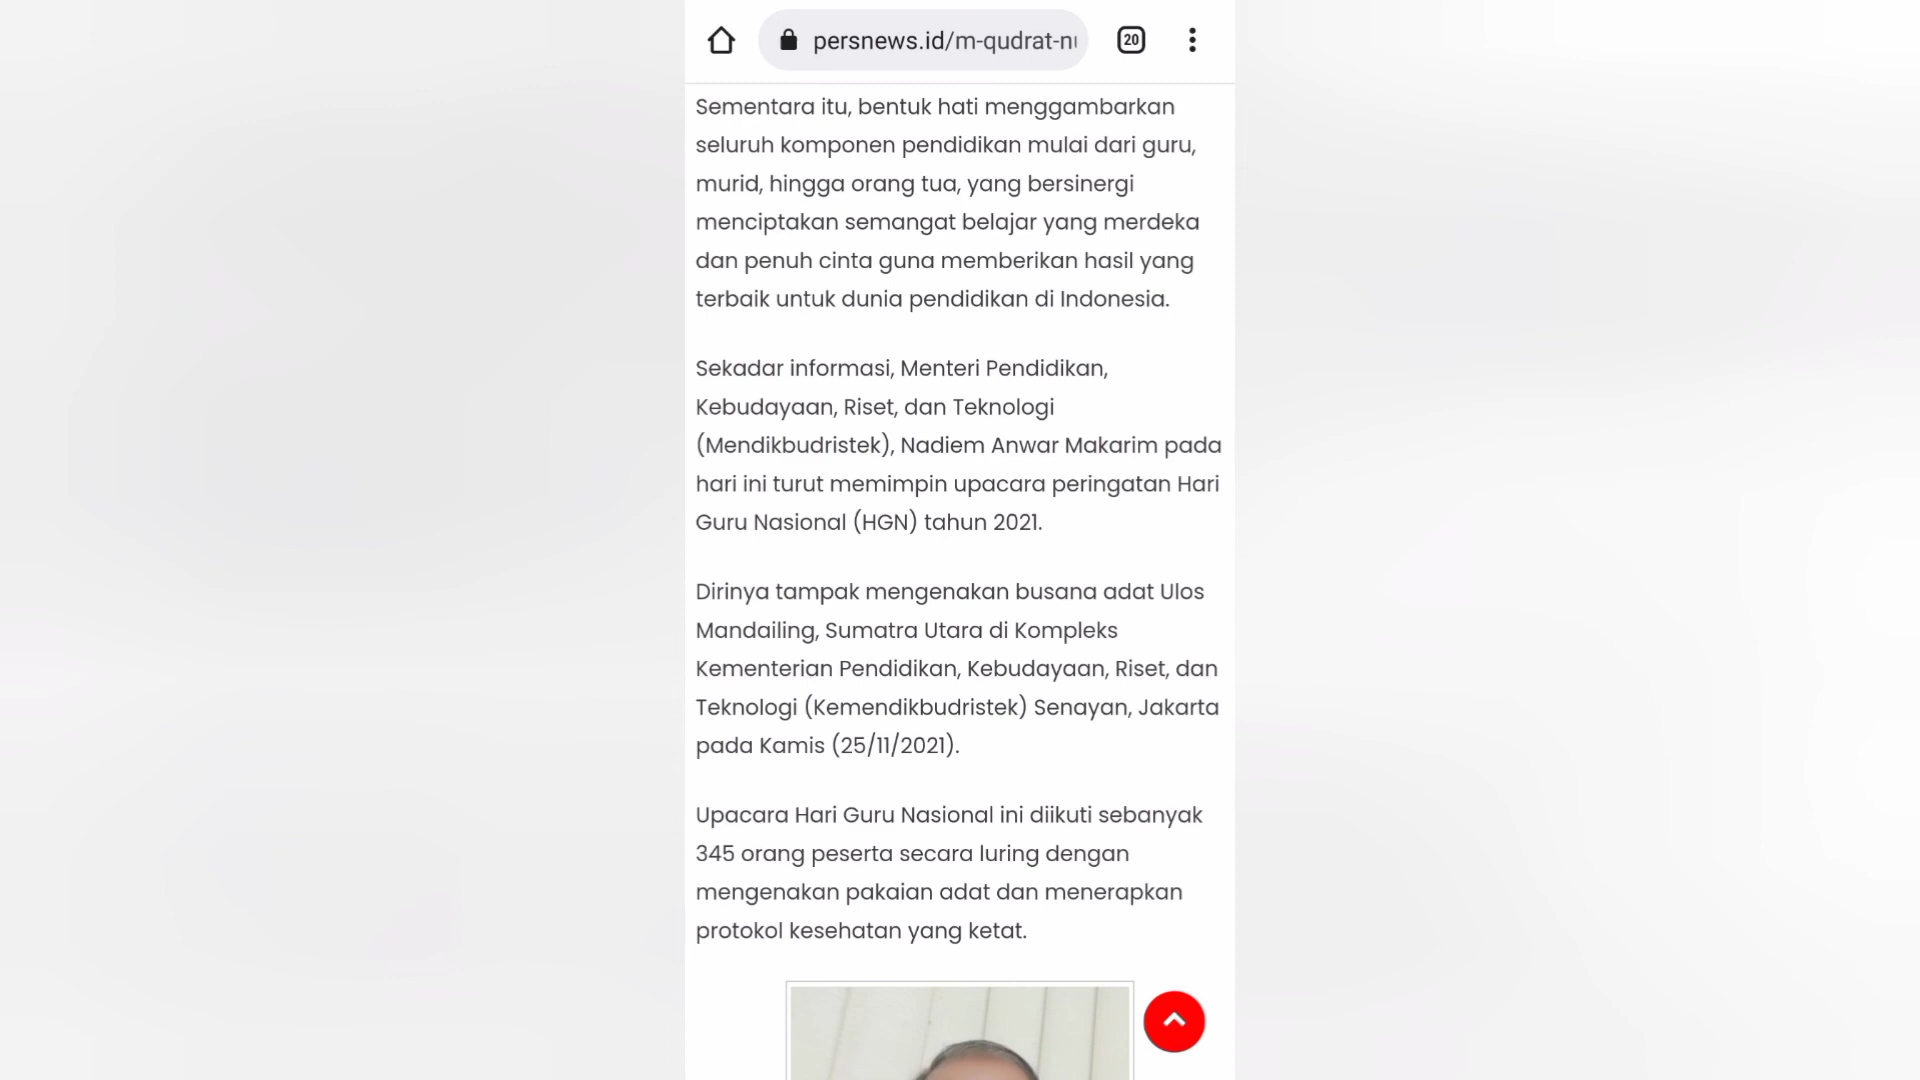 persnews.id/m-qudrat-n
20
Sementara itu, bentuk hati menggambarkan
seluruh komponen pendidikan mulai dari guru,
murid, hingga orang tua, yang bersinergi
menciptakan semangat belajar yang merdeka
dan penuh cinta guna memberikan hasil yang
terbaik untuk dunia pendidikan di Indonesia.
Sekadar informasi, Menteri Pendidikan,
Kebudayaan, Riset, dan Teknologi
(Mendikbudristek), Nadiem Anwar Makarim pada
hari ini turut memimpin upacara peringatan Hari
Guru Nasional (HGN) tahun 2021.
Dirinya tampak mengenakan busana adat Ulos
Mandailing, Sumatra Utara di Kompleks
Kementerian Pendidikan, Kebudayaan, Riset, dan
Teknologi (Kemendikbudristek) Senayan, Jakarta
pada Kamis (25/11/2021).
Upacara Hari Guru Nasional ini diikuti sebanyak
345 orang peserta secara luring dengan
mengenakan pakaian adat dan menerapkan
protokol kesehatan yang ketat.